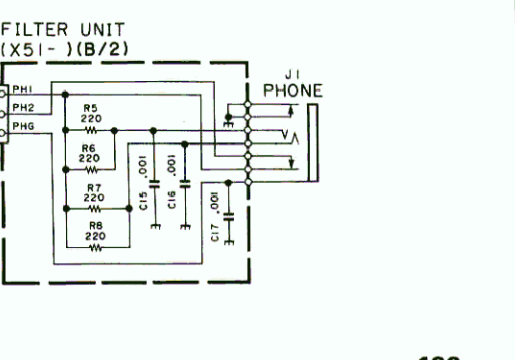 FILTER UNIT
(X51- )(B/2)
J1
PHONE
PH1
PH2
PHG
R5
220
R6
220
R7
220
R8
220
C15 .001
C16 .001
C17 .001